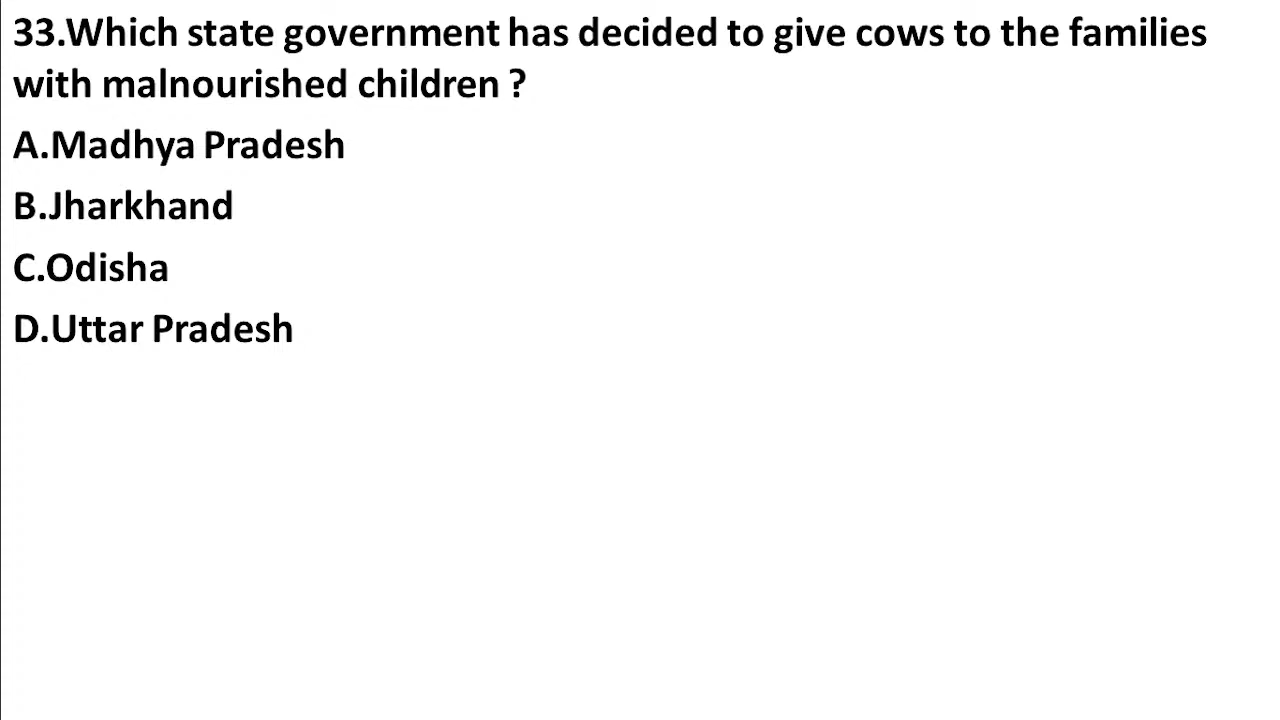 33.Which state government has decided to give cows to the families
with malnourished children ?
A.Madhya Pradesh
B.Jharkhand
C.Odisha
D.Uttar Pradesh